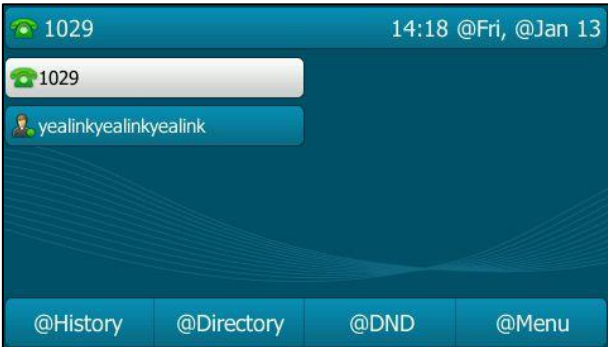 1029 14:18 @Fri, @Jan 13
1029
yealinkyealinkyealink
@History @Directory @DND @Menu